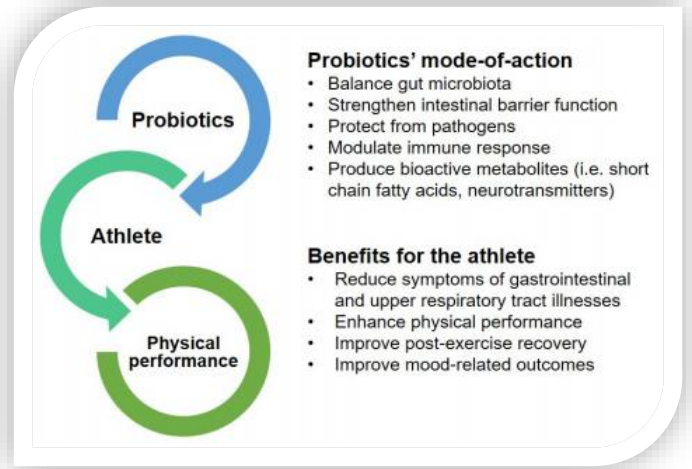 Probiotics
Athlete
Physical
performance
Probiotics' mode-of-action
• Balance gut microbiota
• Strengthen intestinal barrier function
• Protect from pathogens
• Modulate immune response
• Produce bioactive metabolites (i.e. short
chain fatty acids, neurotransmitters)
Benefits for the athlete
• Reduce symptoms of gastrointestinal
and upper respiratory tract illnesses
• Enhance physical performance
• Improve post-exercise recovery
• Improve mood-related outcomes